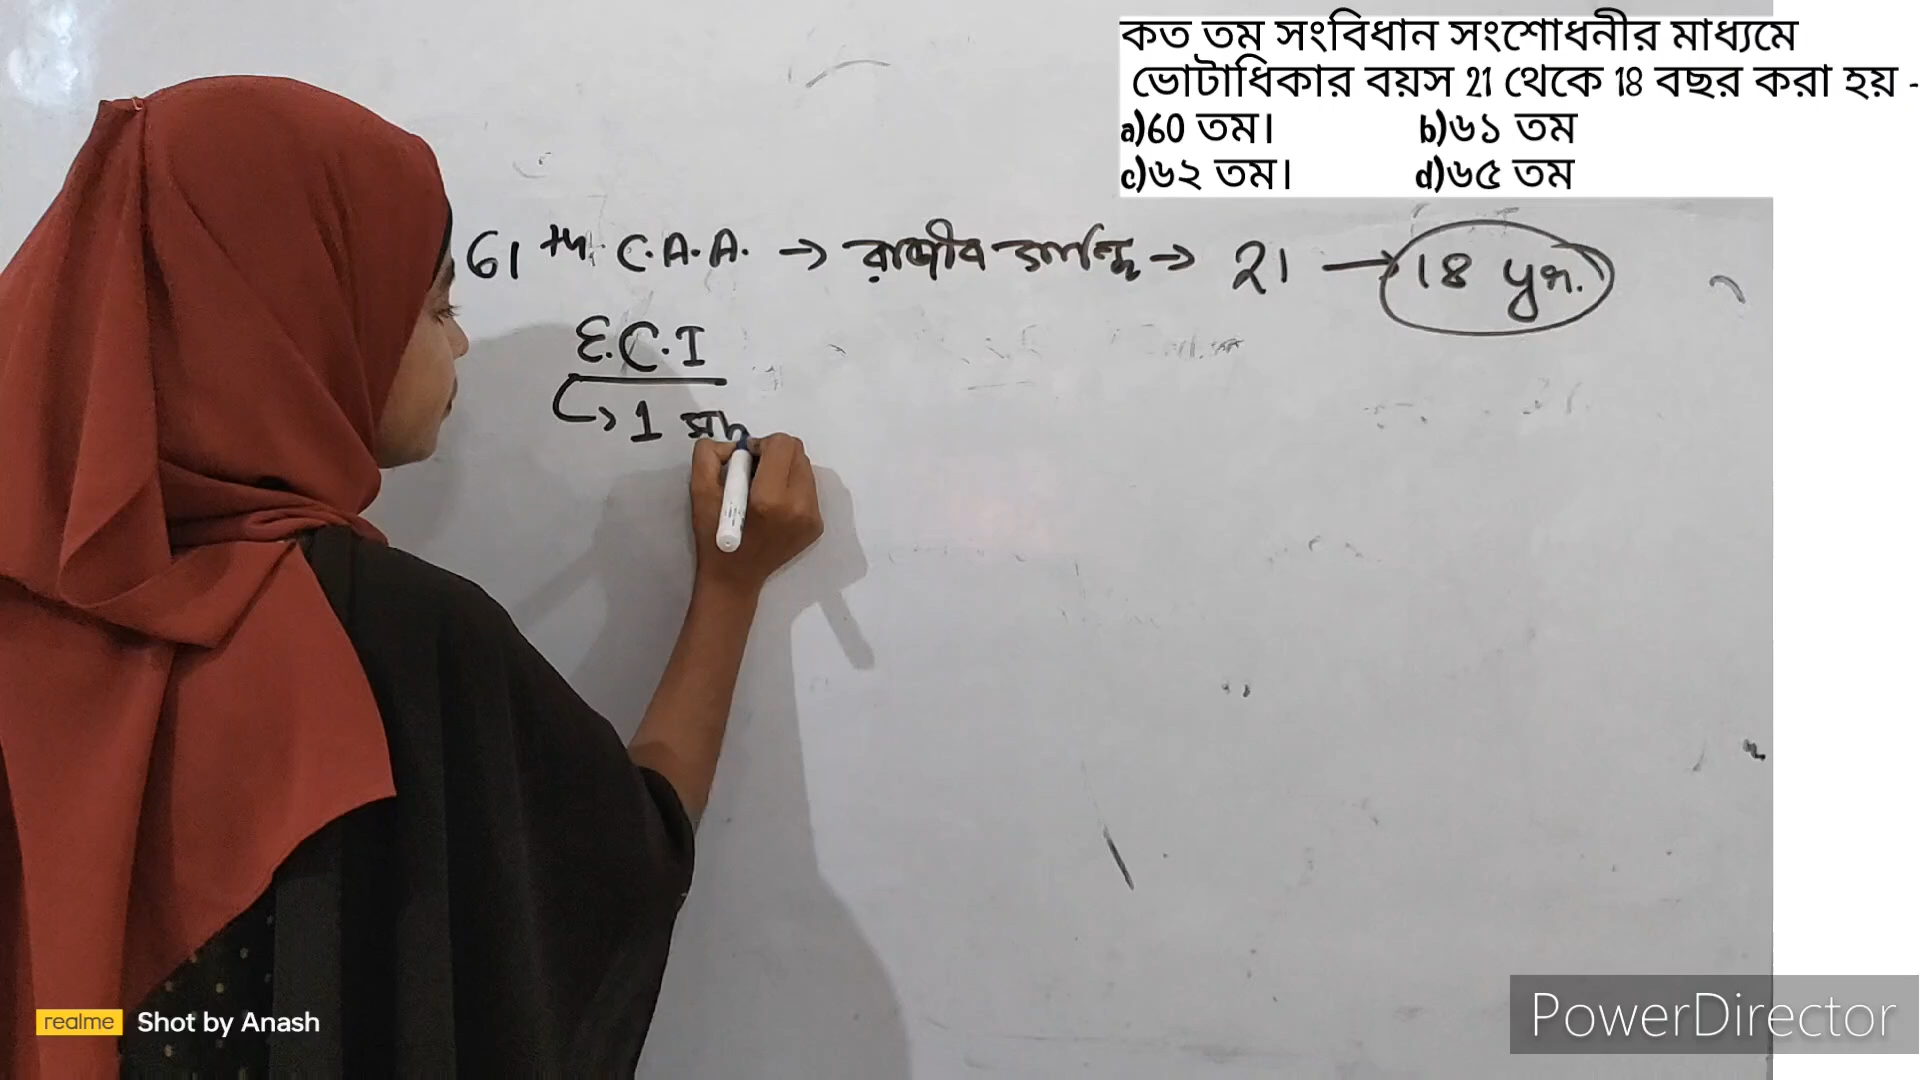 কত তম সংবিধান সংশোধনীর মাধ্যমে
ভোটাধিকার বয়স 21 থেকে 18 বছর করা হয় -
a)60 তম। b)৬১ তম
c)৬২ তম। d)৬৫ তম
61 th C.A.A. → রাজীব গান্ধি → 21 → 18 yr.
E.C.I
↳ 1
realme Shot by Anash
PowerDirector